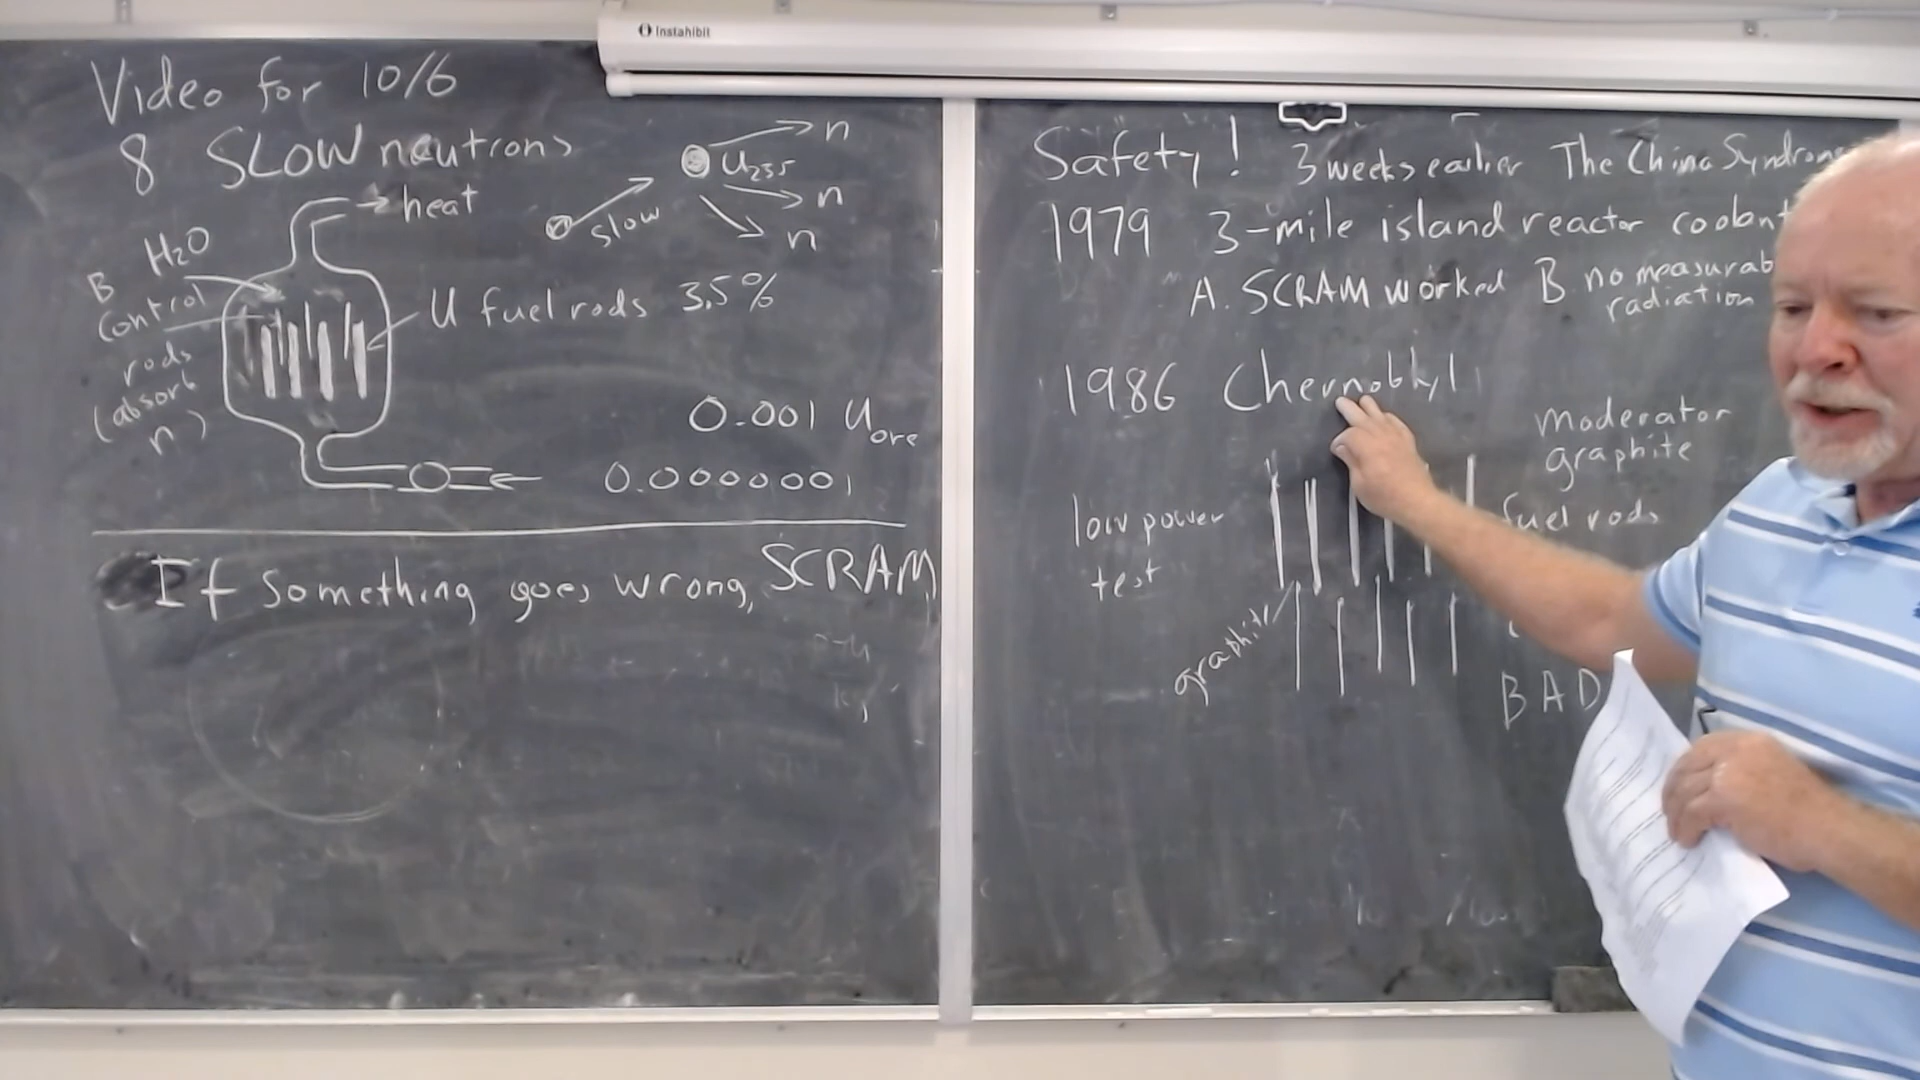 Instahibit
Video for 10/6
8 SLOW neutrons
n
U235
n
n
slow
heat
H2O
B
control
rods
(absorb
n)
U fuel rods 3.5%
0.001 Uore
0.0000001
If something goes wrong, SCRAM
Safety! 3 weeks earlier The China Syndrome
1979 3-mile island reactor coolant
A. SCRAM worked B. no measurab
radiation
1986 Chernobyl
moderator
graphite
fuel rods
low power
test
graphite
BAD